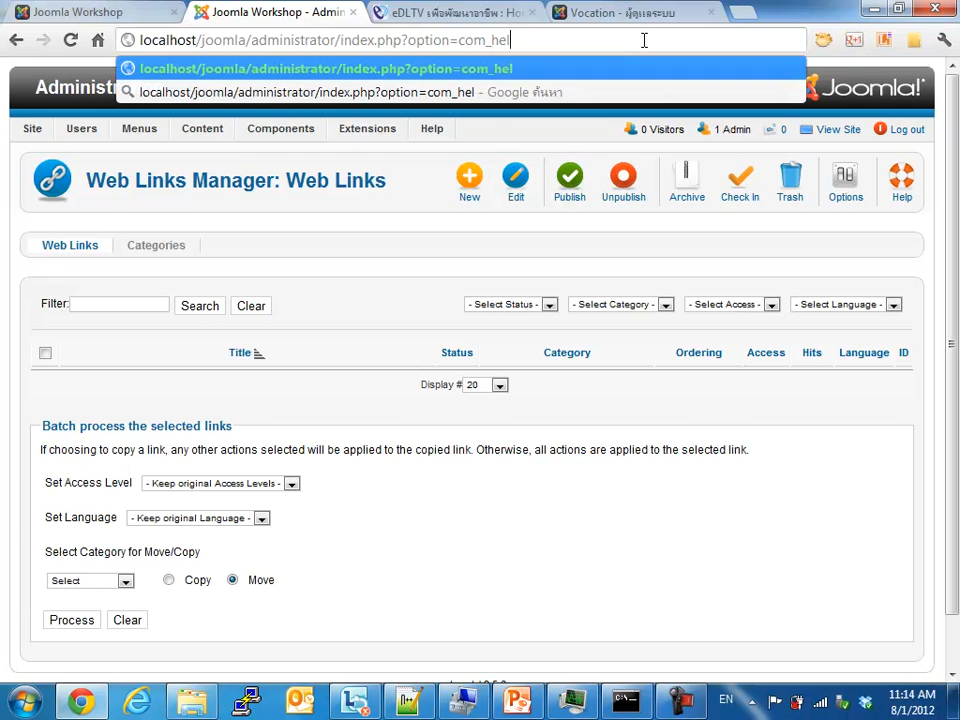 Joomla Workshop
Joomla Workshop - Admin
eDLTV เพื่อพัฒนาอาชีพ : Ho
Vocation - ผู้ดูแลระบบ
localhost/joomla/administrator/index.php?option=com_hel
localhost/joomla/administrator/index.php?option=com_hel
localhost/joomla/administrator/index.php?option=com_hel - Google ค้นหา
Admini
Joomla!
Site Users Menus Content Components Extensions Help
0 Visitors 1 Admin 0 View Site Log out
Web Links Manager: Web Links
New Edit Publish Unpublish Archive Check In Trash Options Help
Web Links Categories
Filter: Search Clear
- Select Status - - Select Category - - Select Access - - Select Language -
Title Status Category Ordering Access Hits Language ID
Display # 20
Batch process the selected links
If choosing to copy a link, any other actions selected will be applied to the copied link. Otherwise, all actions are applied to the selected link.
Set Access Level - Keep original Access Levels -
Set Language - Keep original Language -
Select Category for Move/Copy
Select Copy Move
Process Clear
EN
11:14 AM
8/1/2012